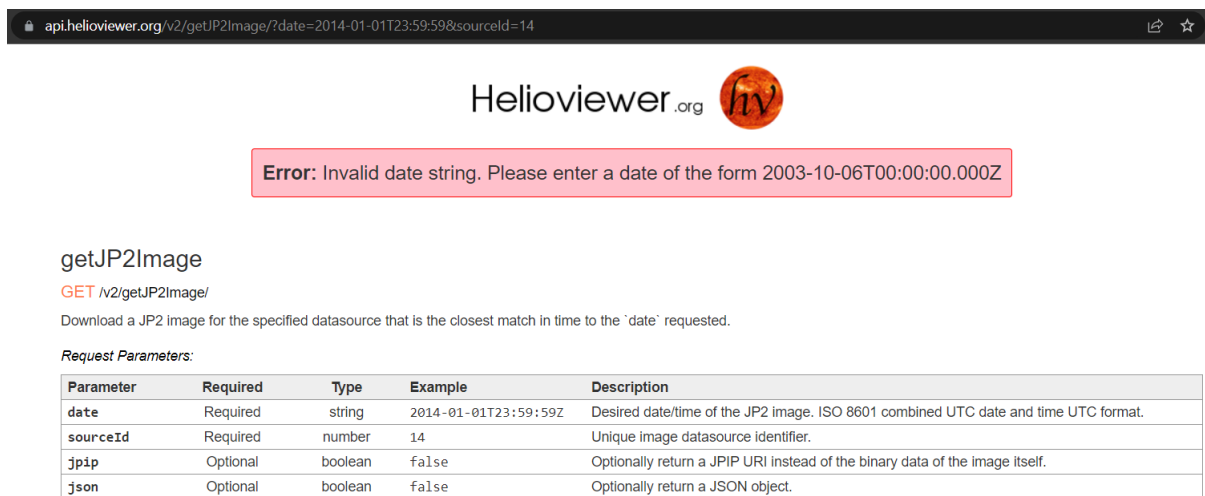 api.helioviewer.org/v2/getJP2Image/?date=2014-01-01T23:59:59&sourceId=14
Helioviewer.org hv
Error: Invalid date string. Please enter a date of the form 2003-10-06T00:00:00.000Z
getJP2Image
GET /v2/getJP2Image/
Download a JP2 image for the specified datasource that is the closest match in time to the `date` requested.
Request Parameters:
Parameter Required Type Example Description
date Required string 2014-01-01T23:59:59Z Desired date/time of the JP2 image. ISO 8601 combined UTC date and time UTC format.
sourceId Required number 14 Unique image datasource identifier.
jpip Optional boolean false Optionally return a JPIP URI instead of the binary data of the image itself.
json Optional boolean false Optionally return a JSON object.